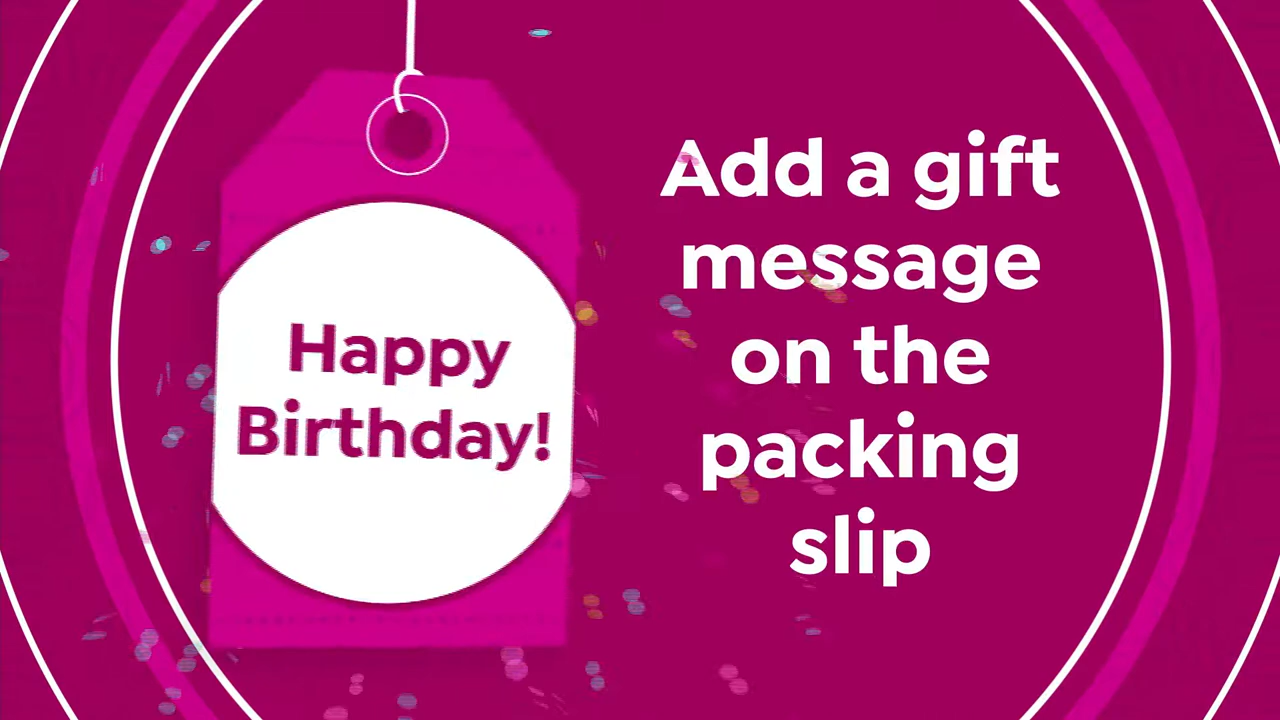 Happy
Birthday!
Add a gift
message
on the
packing
slip